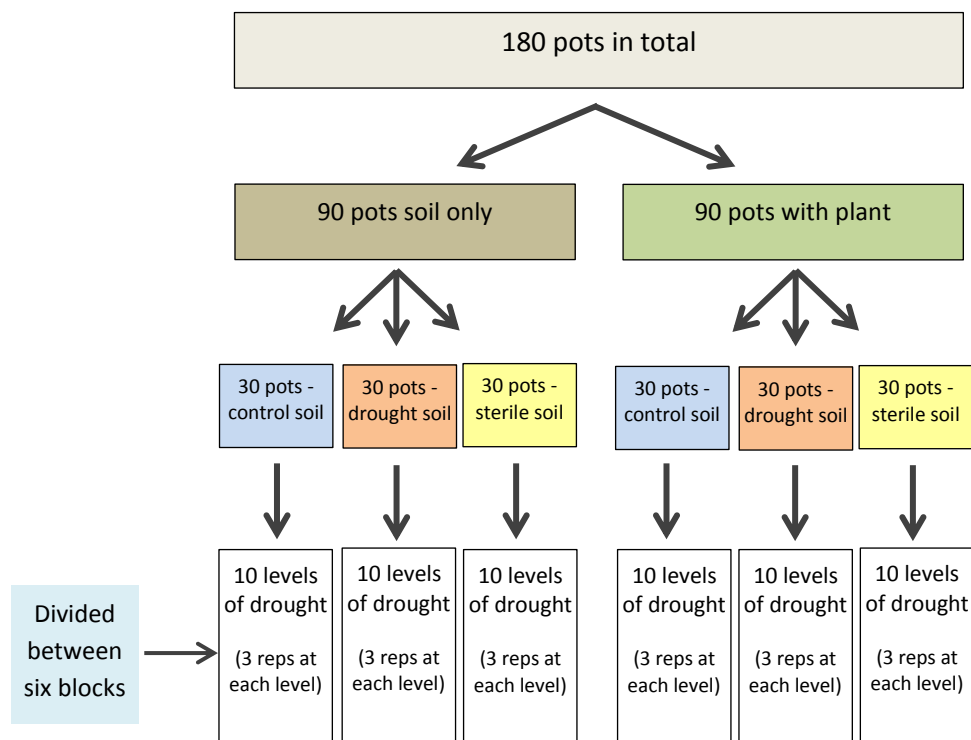 180 pots in total
90 pots soil only
90 pots with plant
30 pots -
control soil
30 pots -
drought soil
30 pots -
sterile soil
30 pots -
control soil
30 pots -
drought soil
30 pots -
sterile soil
Divided
between
six blocks
10 levels
of drought
(3 reps at
each level)
10 levels
of drought
(3 reps at
each level)
10 levels
of drought
(3 reps at
each level)
10 levels
of drought
(3 reps at
each level)
10 levels
of drought
(3 reps at
each level)
10 levels
of drought
(3 reps at
each level)